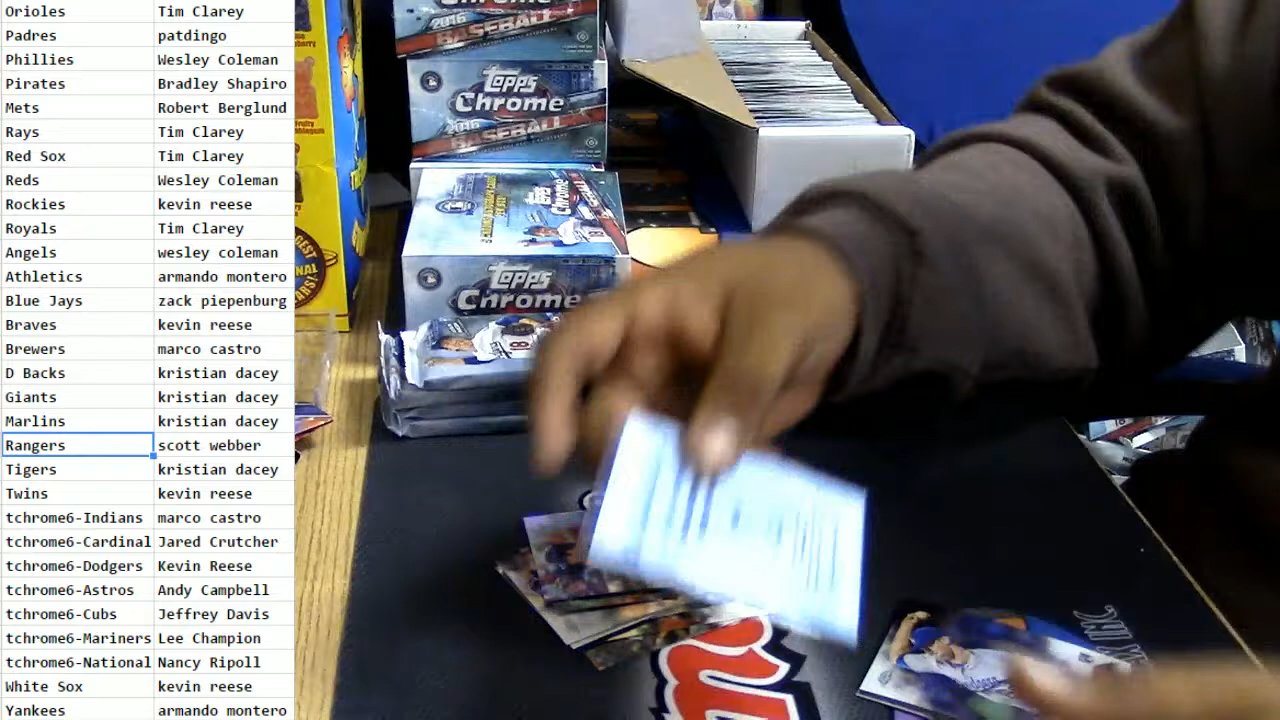 Orioles Tim Clarey
Padres patdingo
Phillies Wesley Coleman
Pirates Bradley Shapiro
Mets Robert Berglund
Rays Tim Clarey
Red Sox Tim Clarey
Reds Wesley Coleman
Rockies kevin reese
Royals Tim Clarey
Angels wesley coleman
Athletics armando montero
Blue Jays zack piepenburg
Braves kevin reese
Brewers marco castro
D Backs kristian dacey
Giants kristian dacey
Marlins kristian dacey
Rangers scott webber
Tigers kristian dacey
Twins kevin reese
tchrome6-Indians marco castro
tchrome6-Cardinal Jared Crutcher
tchrome6-Dodgers Kevin Reese
tchrome6-Astros Andy Campbell
tchrome6-Cubs Jeffrey Davis
tchrome6-Mariners Lee Champion
tchrome6-National Nancy Ripoll
White Sox kevin reese
Yankees armando montero
Chrome
2016
BASEBALL
Topps
Chrome
2016
BASEBALL
Topps
Chrome
Topps
Chrome
18
Dodgers